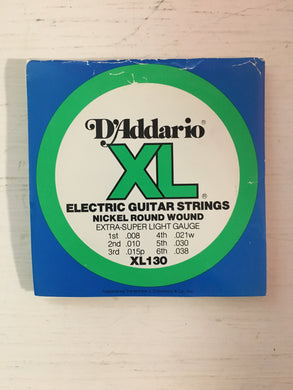 D'Addario®
XL®
ELECTRIC GUITAR STRINGS
NICKEL ROUND WOUND
EXTRA-SUPER LIGHT GAUGE
1st .008 4th .021w
2nd .010 5th .030
3rd .015p 6th .038
XL130